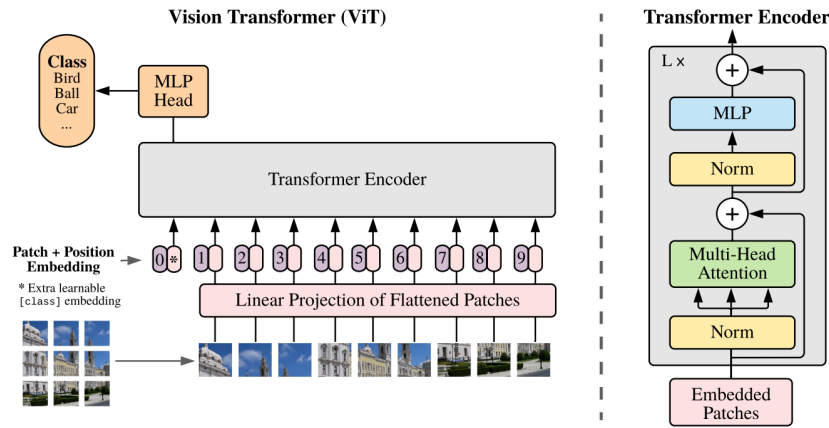 Vision Transformer (ViT)
Class
Bird
Ball
Car
...
MLP
Head
Transformer Encoder
Patch + Position
Embedding
0 * 1 2 3 4 5 6 7 8 9
* Extra learnable
[class] embedding
Linear Projection of Flattened Patches
Transformer Encoder
L x
+
MLP
Norm
+
Multi-Head
Attention
Norm
Embedded
Patches